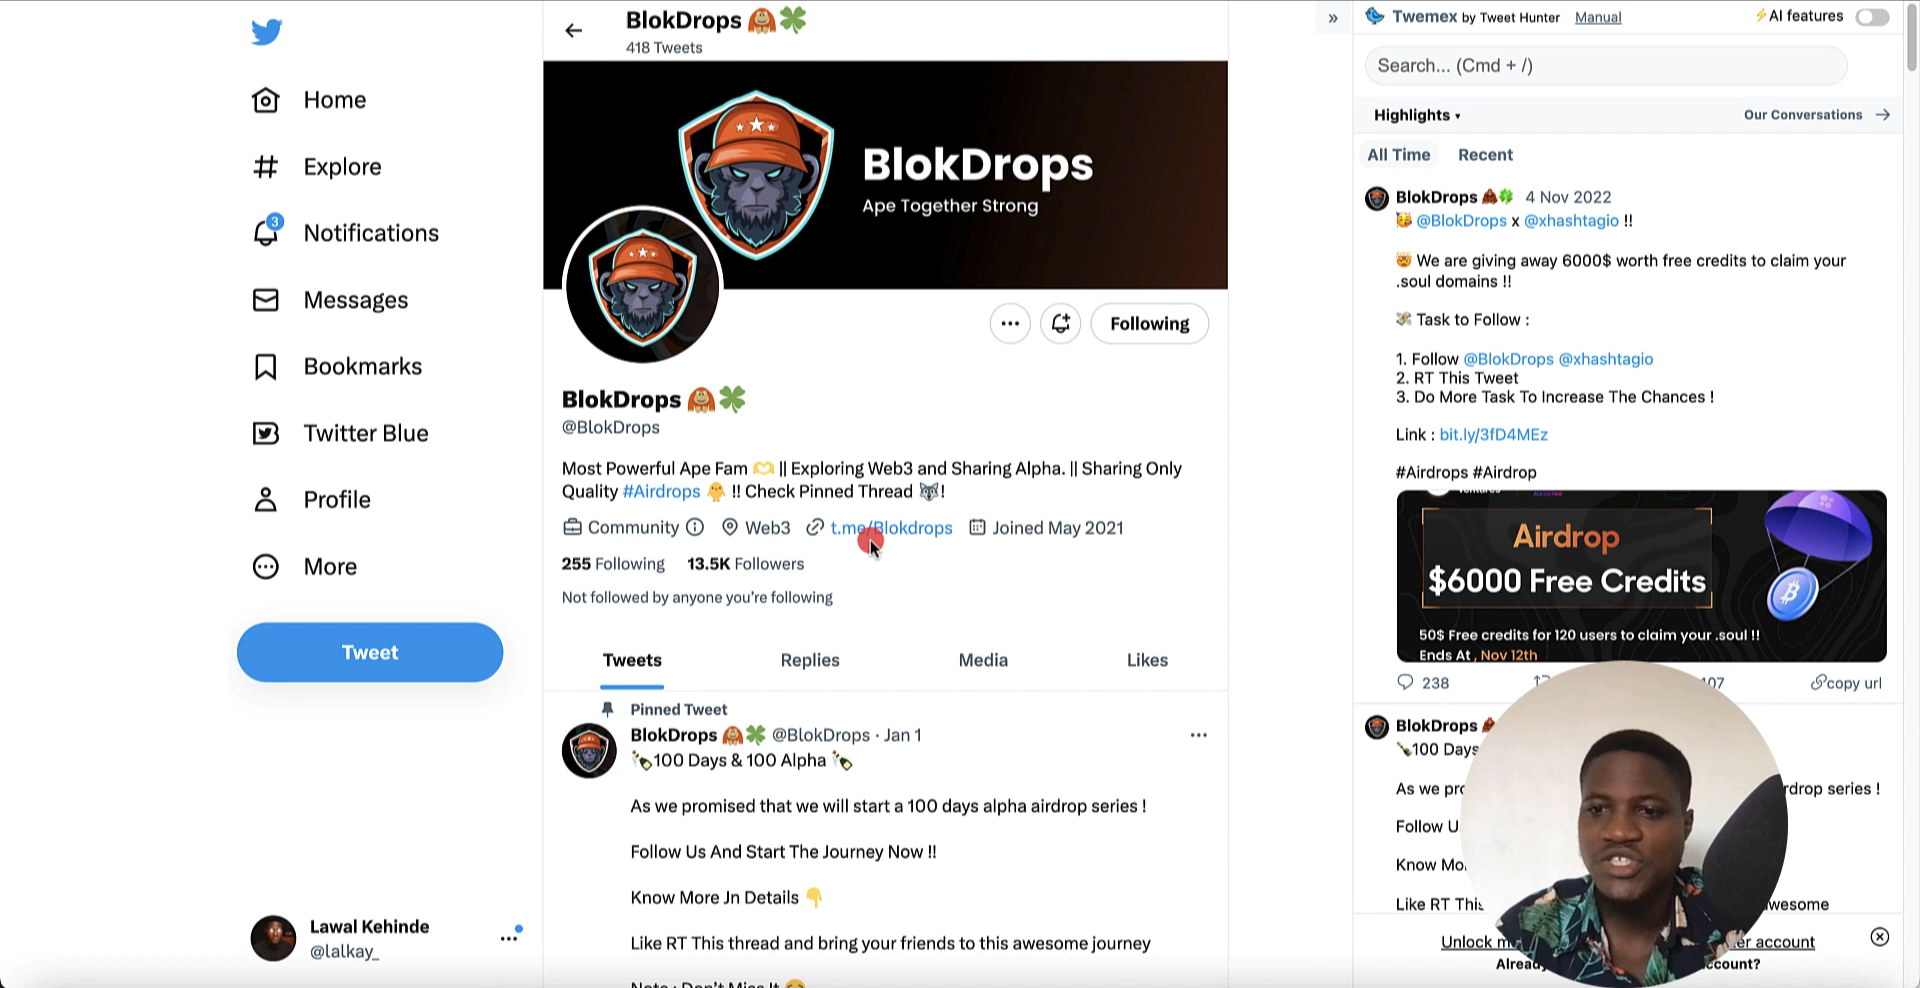 Home
Explore
3
Notifications
Messages
Bookmarks
Twitter Blue
Profile
More
Tweet
Lawal Kehinde
@lalkay_
BlokDrops
418 Tweets
BlokDrops
Ape Together Strong
Following
BlokDrops
@BlokDrops
Most Powerful Ape Fam || Exploring Web3 and Sharing Alpha. || Sharing Only
Quality #Airdrops !! Check Pinned Thread !
Community Web3 t.me/Blokdrops Joined May 2021
255 Following 13.5K Followers
Not followed by anyone you're following
Tweets Replies Media Likes
Pinned Tweet
BlokDrops @BlokDrops · Jan 1
100 Days & 100 Alpha
As we promised that we will start a 100 days alpha airdrop series !
Follow Us And Start The Journey Now !!
Know More Jn Details
Like RT This thread and bring your friends to this awesome journey
Note : Don't Miss It
» Twemex by Tweet Hunter Manual ⚡AI features
Search... (Cmd + /)
Highlights ▾ Our Conversations →
All Time Recent
BlokDrops 4 Nov 2022
@BlokDrops x @xhashtagio !!
We are giving away 6000$ worth free credits to claim your
.soul domains !!
Task to Follow :
1. Follow @BlokDrops @xhashtagio
2. RT This Tweet
3. Do More Task To Increase The Chances !
Link : bit.ly/3fD4MEz
#Airdrops #Airdrop
Airdrop
$6000 Free Credits
50$ Free credits for 120 users to claim your .soul !!
Ends At , Nov 12th
238 107 copy url
BlokDrops
100 Days
As we rdrop series !
Follow U
Know Mo
Like RT This wesome
Unlock account